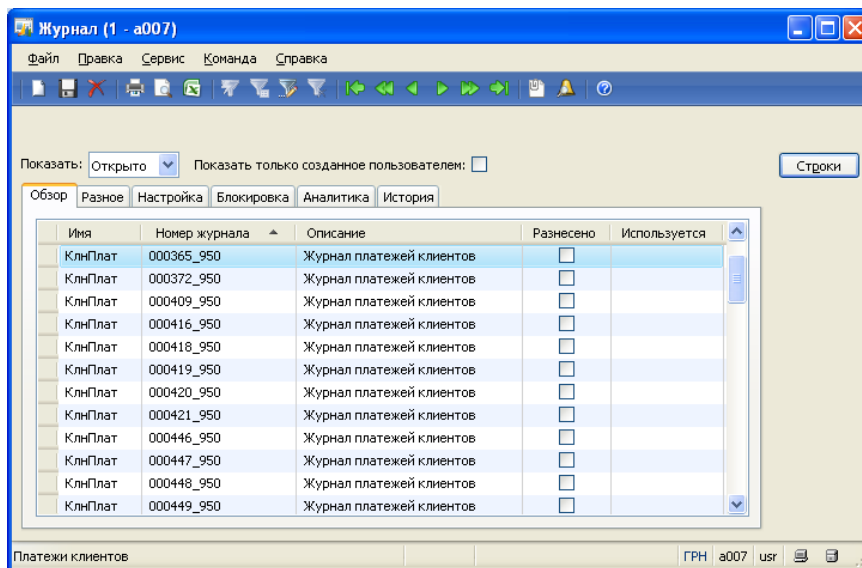 Журнал (1 - a007)
Файл Правка Сервис Команда Справка
Показать: Открыто Показать только созданное пользователем: Строки
Обзор Разное Настройка Блокировка Аналитика История
Имя Номер журнала Описание Разнесено Используется
КлнПлат 000365_950 Журнал платежей клиентов
КлнПлат 000372_950 Журнал платежей клиентов
КлнПлат 000409_950 Журнал платежей клиентов
КлнПлат 000416_950 Журнал платежей клиентов
КлнПлат 000418_950 Журнал платежей клиентов
КлнПлат 000419_950 Журнал платежей клиентов
КлнПлат 000420_950 Журнал платежей клиентов
КлнПлат 000421_950 Журнал платежей клиентов
КлнПлат 000446_950 Журнал платежей клиентов
КлнПлат 000447_950 Журнал платежей клиентов
КлнПлат 000448_950 Журнал платежей клиентов
КлнПлат 000449_950 Журнал платежей клиентов
Платежи клиентов ГРН a007 usr